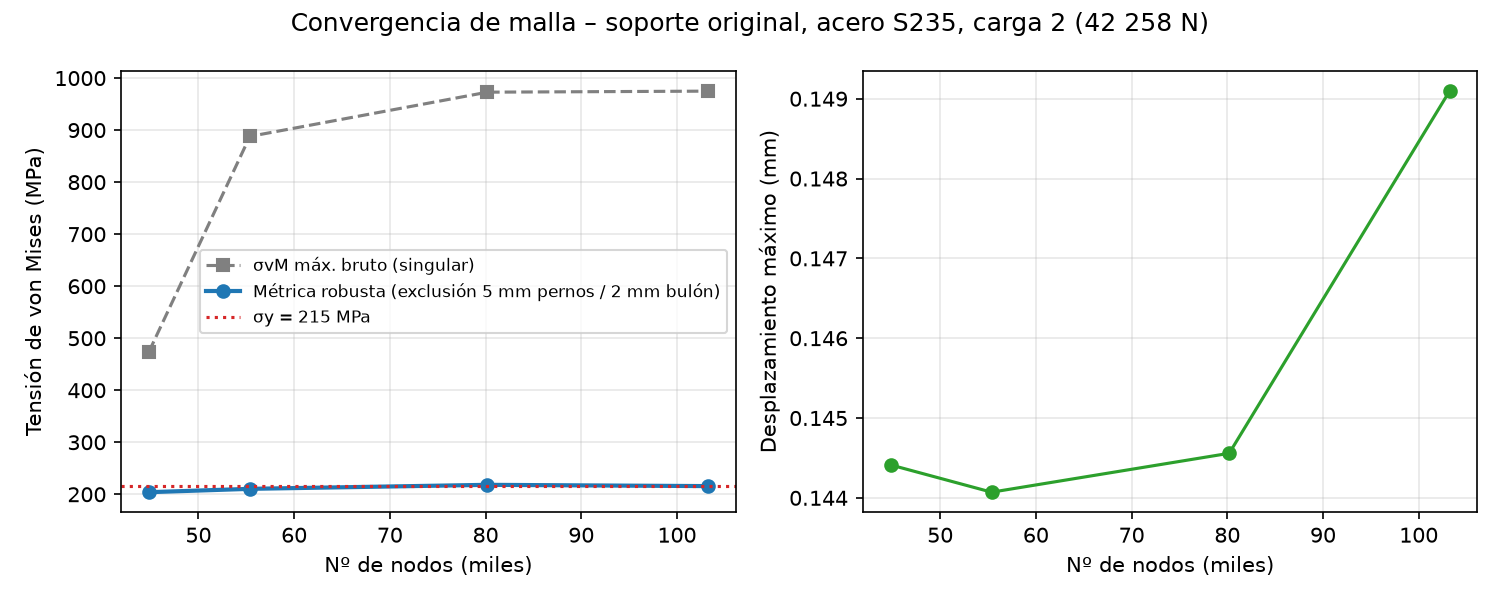 Convergencia de malla – soporte original, acero S235, carga 2 (42 258 N)
Tensión de von Mises (MPa)
1000
900
800
700
600
500
400
300
200
σvM máx. bruto (singular)
Métrica robusta (exclusión 5 mm pernos / 2 mm bulón)
σy = 215 MPa
50 60 70 80 90 100
Nº de nodos (miles)
Desplazamiento máximo (mm)
0.149
0.148
0.147
0.146
0.145
0.144
50 60 70 80 90 100
Nº de nodos (miles)